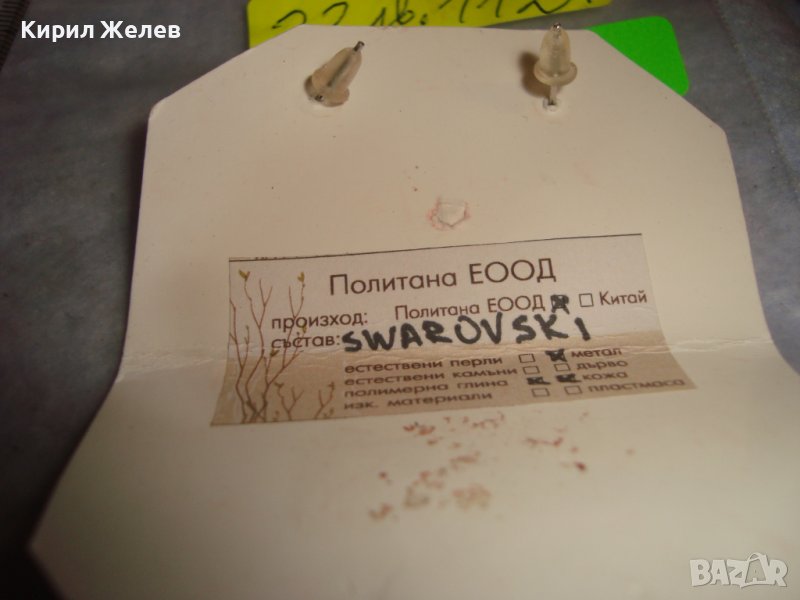 Кирил Желев
Политана ЕООД
произход: Политана ЕООД Китай
състав: SWAROVSKI
естествени перли метал
естествени камъни дърво
полимерна глина кожа
изк. материали пластмаса
BAZAR